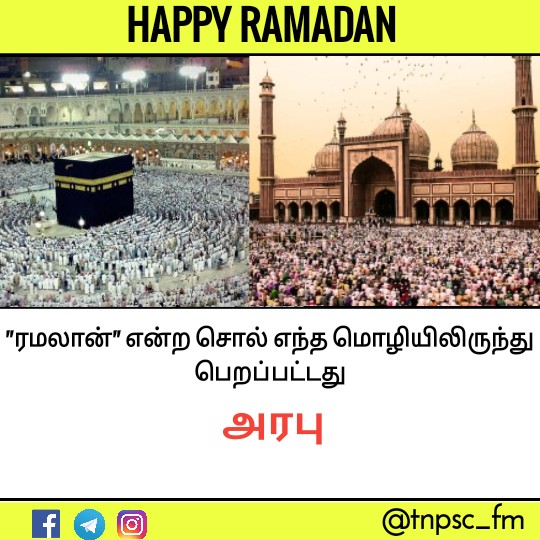 HAPPY RAMADAN
"ரமலான்" என்ற சொல் எந்த மொழியிலிருந்து
பெறப்பட்டது
அரபு
@tnpsc_fm